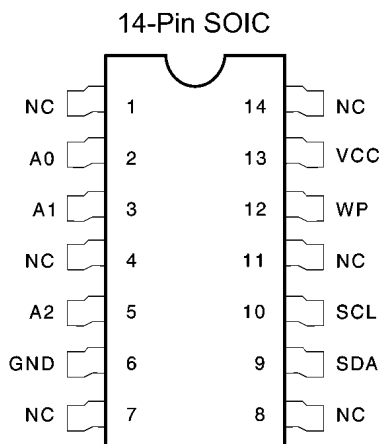 14-Pin SOIC
NC 1 14 NC
A0 2 13 VCC
A1 3 12 WP
NC 4 11 NC
A2 5 10 SCL
GND 6 9 SDA
NC 7 8 NC